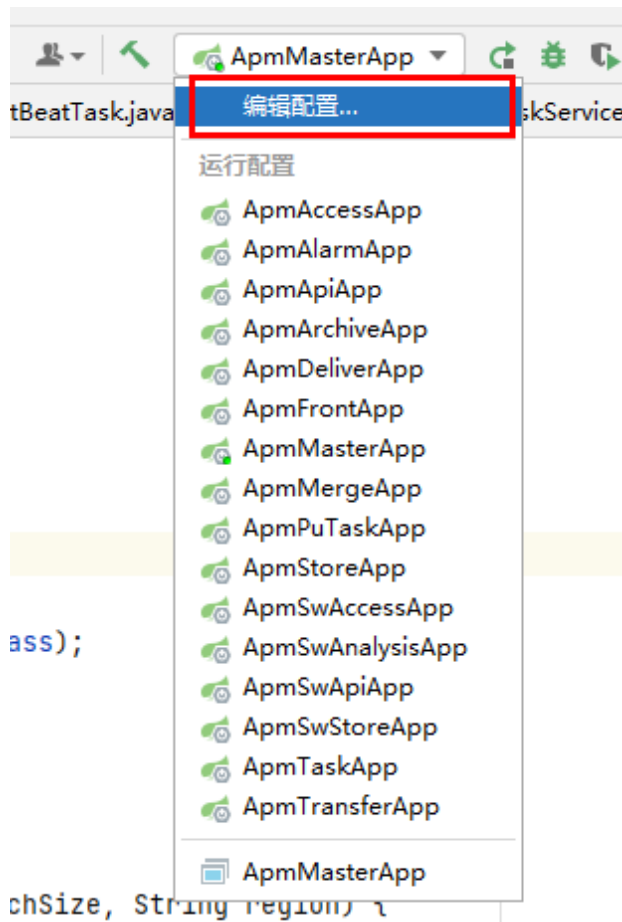 ApmMasterApp
tBeatTask.java
编辑配置...
skService
运行配置
ApmAccessApp
ApmAlarmApp
ApmApiApp
ApmArchiveApp
ApmDeliverApp
ApmFrontApp
ApmMasterApp
ApmMergeApp
ApmPuTaskApp
ApmStoreApp
ApmSwAccessApp
ass);
ApmSwAnalysisApp
ApmSwApiApp
ApmSwStoreApp
ApmTaskApp
ApmTransferApp
ApmMasterApp
chSize, String region) {